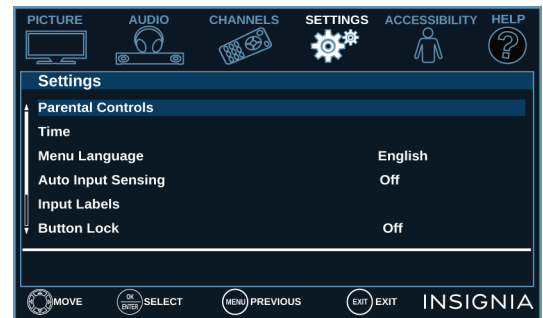 PICTURE AUDIO CHANNELS SETTINGS ACCESSIBILITY HELP
?
Settings
Parental Controls
Time
Menu Language English
Auto Input Sensing Off
Input Labels
Button Lock Off
MOVE OK ENTER SELECT MENU PREVIOUS EXIT EXIT INSIGNIA